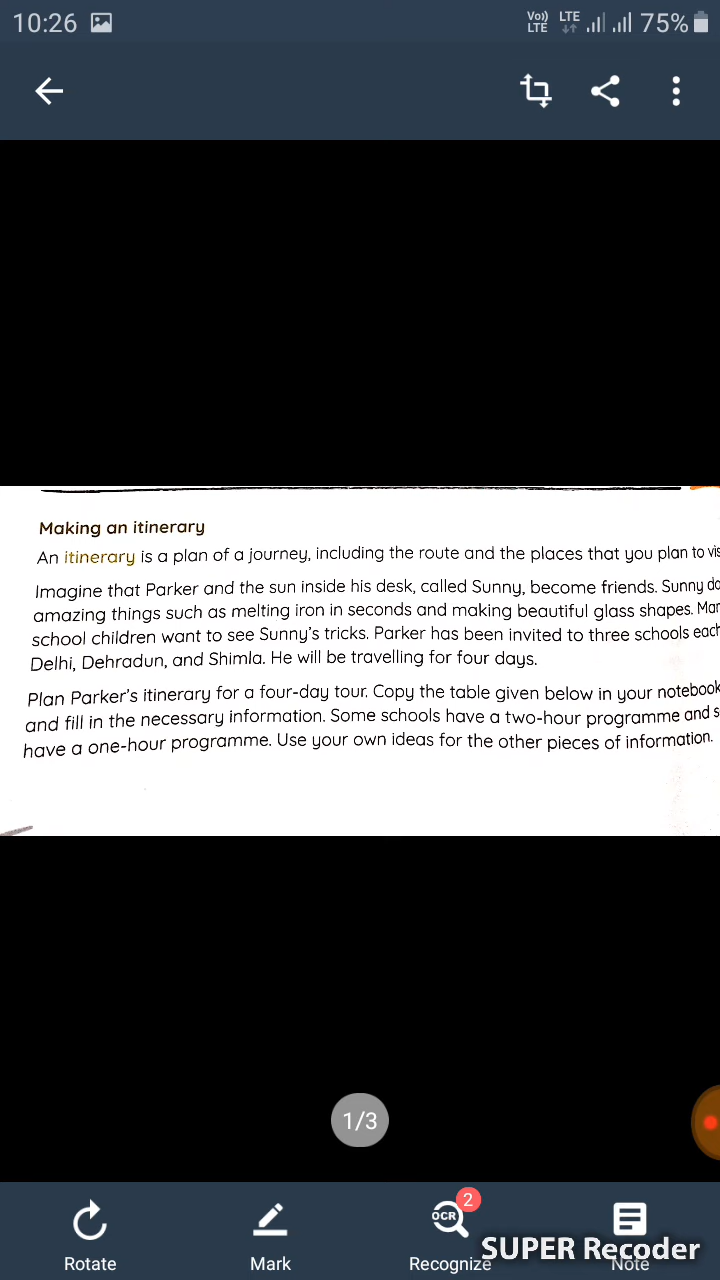 10:26
Vo)) LTE LTE 75%
Making an itinerary
An itinerary is a plan of a journey, including the route and the places that you plan to vis
Imagine that Parker and the sun inside his desk, called Sunny, become friends. Sunny do
amazing things such as melting iron in seconds and making beautiful glass shapes. Man
school children want to see Sunny's tricks. Parker has been invited to three schools each
Delhi, Dehradun, and Shimla. He will be travelling for four days.
Plan Parker's itinerary for a four-day tour. Copy the table given below in your notebook
and fill in the necessary information. Some schools have a two-hour programme and s
have a one-hour programme. Use your own ideas for the other pieces of information.
1/3
OCR 2
Rotate Mark Recognize Note
SUPER Recoder